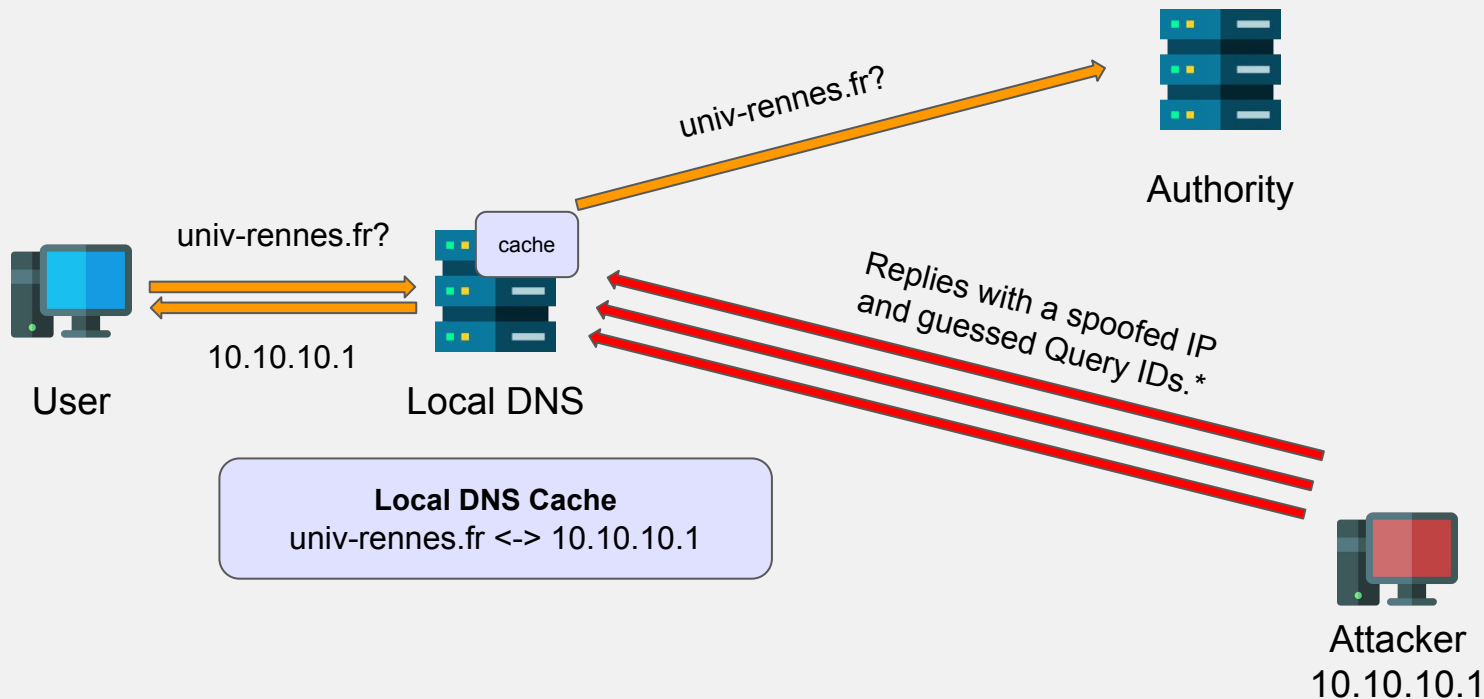 univ-rennes.fr?
Authority
univ-rennes.fr?
cache
Replies with a spoofed IP
and guessed Query IDs.*
10.10.10.1
User
Local DNS
Local DNS Cache
univ-rennes.fr <-> 10.10.10.1
Attacker
10.10.10.1